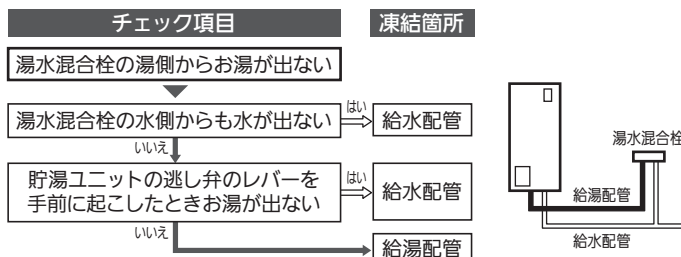 チェック項目
凍結箇所
湯水混合栓の湯側からお湯が出ない
湯水混合栓の水側からも水が出ない
はい
給水配管
いいえ
貯湯ユニットの逃し弁のレバーを
手前に起こしたときお湯が出ない
はい
給水配管
いいえ
給湯配管
湯水混合栓
給湯配管
給水配管